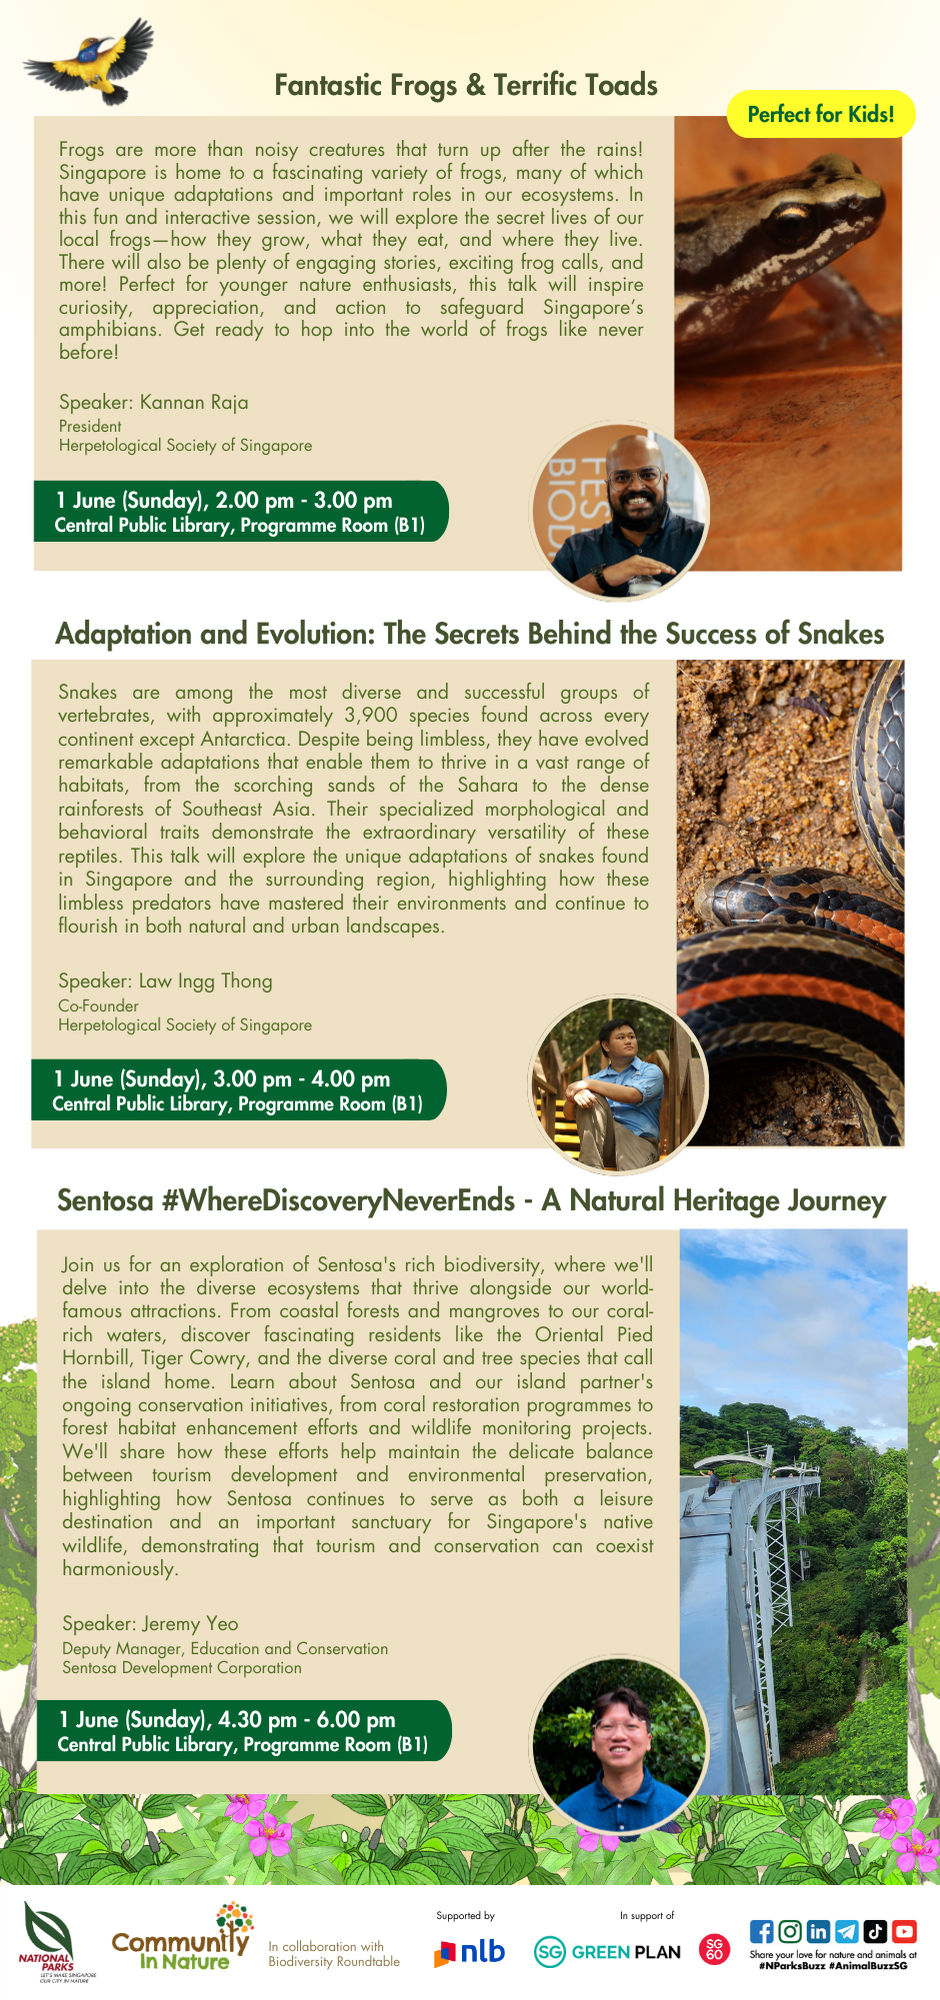 Fantastic Frogs & Terrific Toads
Perfect for Kids!
Frogs are more than noisy creatures that turn up after the rains!
Singapore is home to a fascinating variety of frogs, many of which
have unique adaptations and important roles in our ecosystems. In
this fun and interactive session, we will explore the secret lives of our
local frogs—how they grow, what they eat, and where they live.
There will also be plenty of engaging stories, exciting frog calls, and
more! Perfect for younger nature enthusiasts, this talk will inspire
curiosity, appreciation, and action to safeguard Singapore's
amphibians. Get ready to hop into the world of frogs like never
before!
Speaker: Kannan Raja
President
Herpetological Society of Singapore
FES
BIOD
1 June (Sunday), 2.00 pm - 3.00 pm
Central Public Library, Programme Room (B1)
Adaptation and Evolution: The Secrets Behind the Success of Snakes
Snakes are among the most diverse and successful groups of
vertebrates, with approximately 3,900 species found across every
continent except Antarctica. Despite being limbless, they have evolved
remarkable adaptations that enable them to thrive in a vast range of
habitats, from the scorching sands of the Sahara to the dense
rainforests of Southeast Asia. Their specialized morphological and
behavioral traits demonstrate the extraordinary versatility of these
reptiles. This talk will explore the unique adaptations of snakes found
in Singapore and the surrounding region, highlighting how these
limbless predators have mastered their environments and continue to
flourish in both natural and urban landscapes.
Speaker: Law Ingg Thong
Co-Founder
Herpetological Society of Singapore
1 June (Sunday), 3.00 pm - 4.00 pm
Central Public Library, Programme Room (B1)
Sentosa #WhereDiscoveryNeverEnds - A Natural Heritage Journey
Join us for an exploration of Sentosa's rich biodiversity, where we'll
delve into the diverse ecosystems that thrive alongside our world-
famous attractions. From coastal forests and mangroves to our coral-
rich waters, discover fascinating residents like the Oriental Pied
Hornbill, Tiger Cowry, and the diverse coral and tree species that call
the island home. Learn about Sentosa and our island partner's
ongoing conservation initiatives, from coral restoration programmes to
forest habitat enhancement efforts and wildlife monitoring projects.
We'll share how these efforts help maintain the delicate balance
between tourism development and environmental preservation,
highlighting how Sentosa continues to serve as both a leisure
destination and an important sanctuary for Singapore's native
wildlife, demonstrating that tourism and conservation can coexist
harmoniously.
Speaker: Jeremy Yeo
Deputy Manager, Education and Conservation
Sentosa Development Corporation
1 June (Sunday), 4.30 pm - 6.00 pm
Central Public Library, Programme Room (B1)
NATIONAL
PARKS
LET'S MAKE SINGAPORE
OUR CITY IN NATURE
Community
In Nature
In collaboration with
Biodiversity Roundtable
Supported by
nlb
In support of
SG GREEN PLAN
SG
60
Share your love for nature and animals at
#NParksBuzz #AnimalBuzzSG